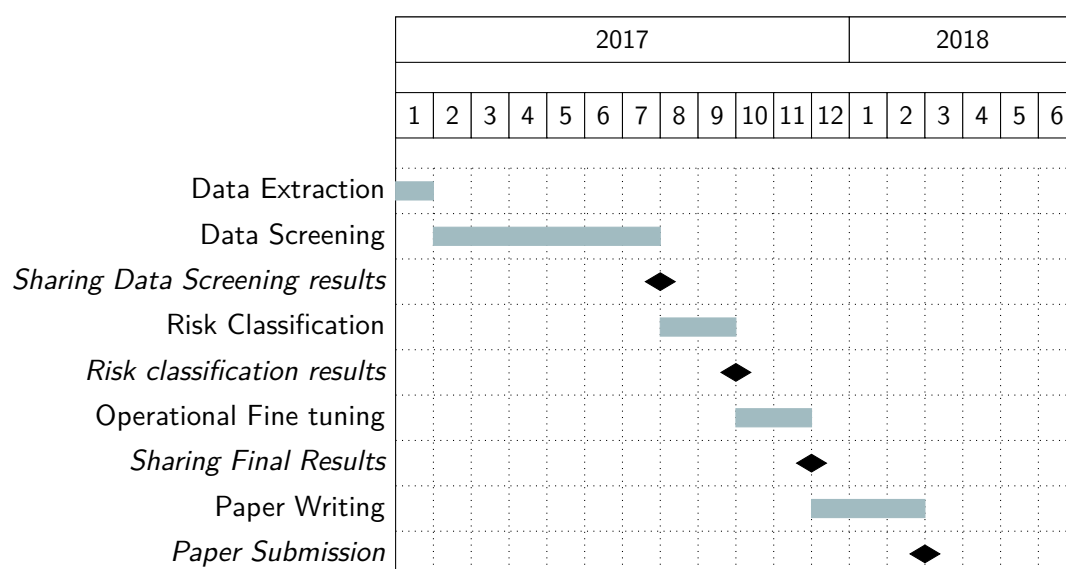 2017 2018
1 2 3 4 5 6 7 8 9 10 11 12 1 2 3 4 5 6
Data Extraction
Data Screening
Sharing Data Screening results
Risk Classification
Risk classification results
Operational Fine tuning
Sharing Final Results
Paper Writing
Paper Submission